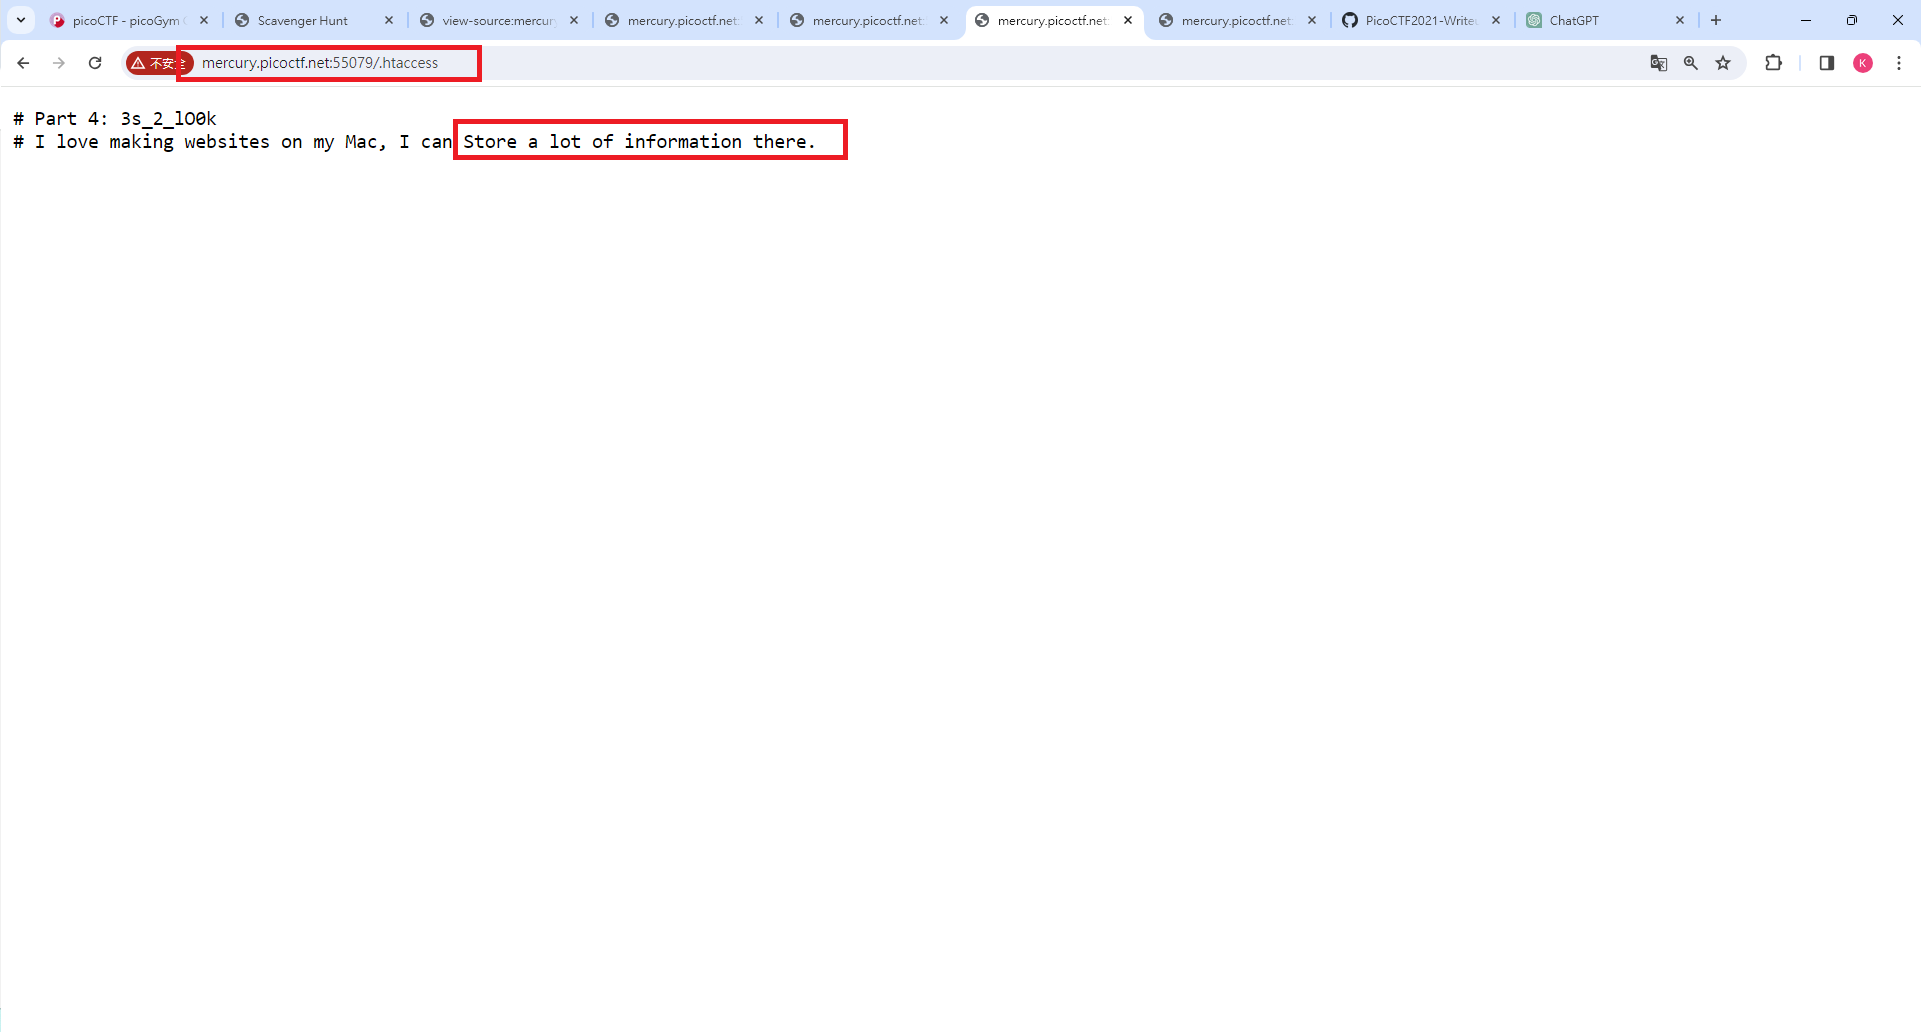 picoCTF - picoGym
Scavenger Hunt
view-source:mercury
mercury.picoctf.net:
mercury.picoctf.net:
mercury.picoctf.net:
mercury.picoctf.net:
PicoCTF2021-Writeu
ChatGPT
不安全
mercury.picoctf.net:55079/.htaccess
K
# Part 4: 3s_2_lO0k
# I love making websites on my Mac, I can Store a lot of information there.